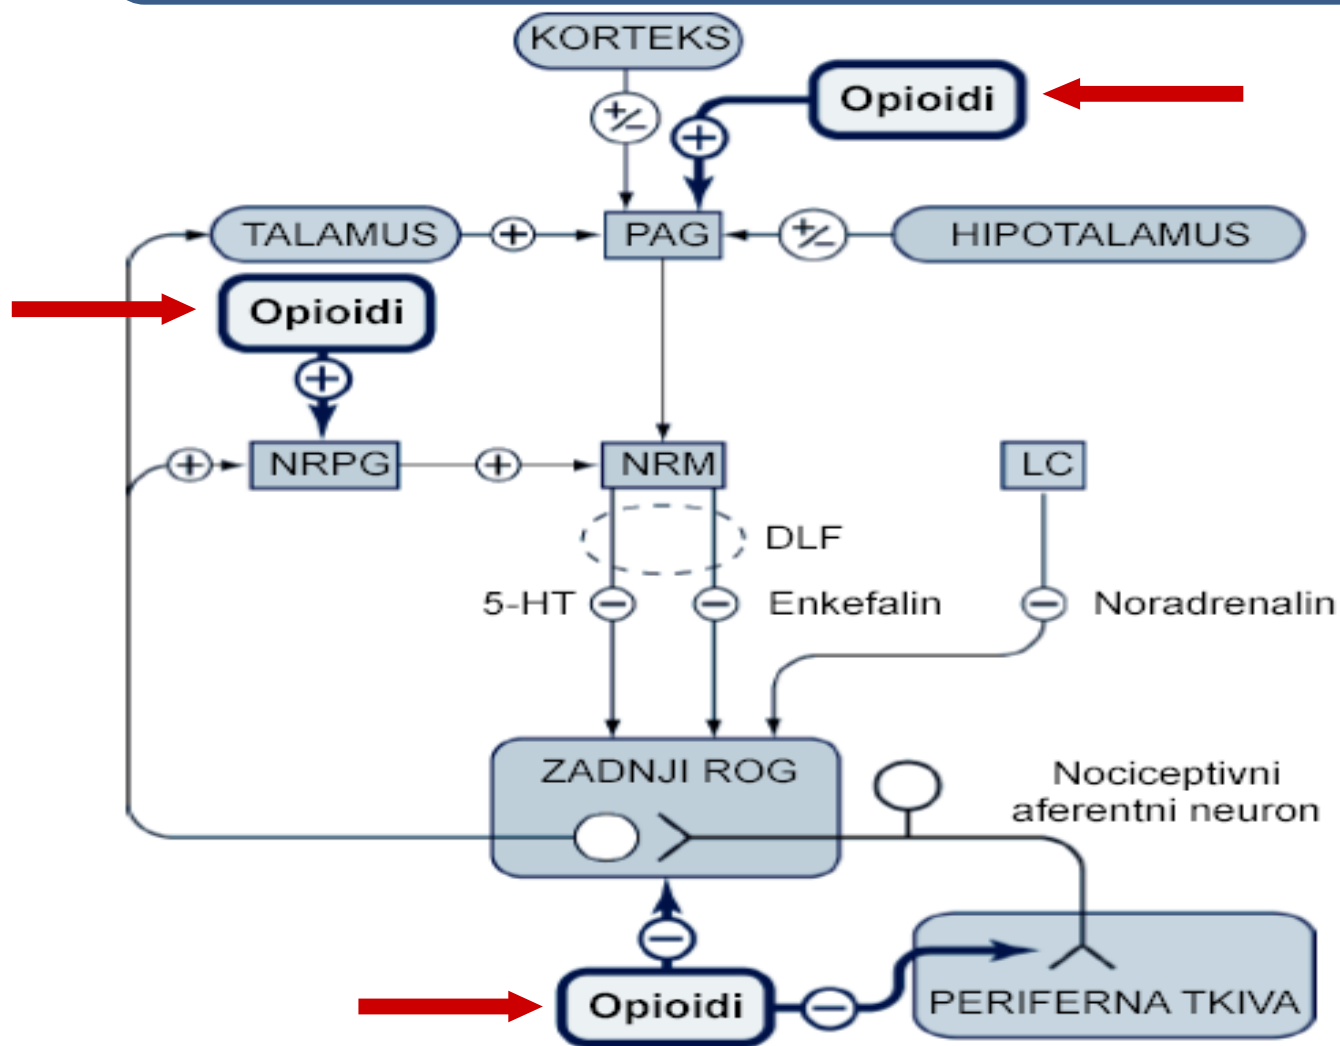 KORTEKS
+/−
Opioidi
+
TALAMUS
+
PAG
+/−
HIPOTALAMUS
Opioidi
+
+
NRPG
+
NRM
LC
DLF
5-HT
−
−
Enkefalin
−
Noradrenalin
ZADNJI ROG
Nociceptivni
aferentni neuron
−
Opioidi
−
PERIFERNA TKIVA